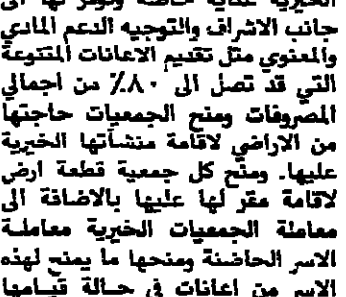 الخيرية عناية خاصة وتوفر لها الى
جانب الاشراف والتوجيه الدعم المادي
والمعنوي مثل تقديم الاعانات المتنوعة
التي قد تصل الى ٨٠٪ من اجمالي
المصروفات ومنح الجمعيات حاجتها
من الاراضي لاقامة منشآتها الخيرية
عليها. ومنح كل جمعية قطعة ارض
لاقامة مقر لها عليها بالاضافة الى
معاملة الجمعيات الخيرية معاملة
الاسر الحاضنة ومنحها ما يمنح لهذه
الاسر من اعانات في حالة قيامها